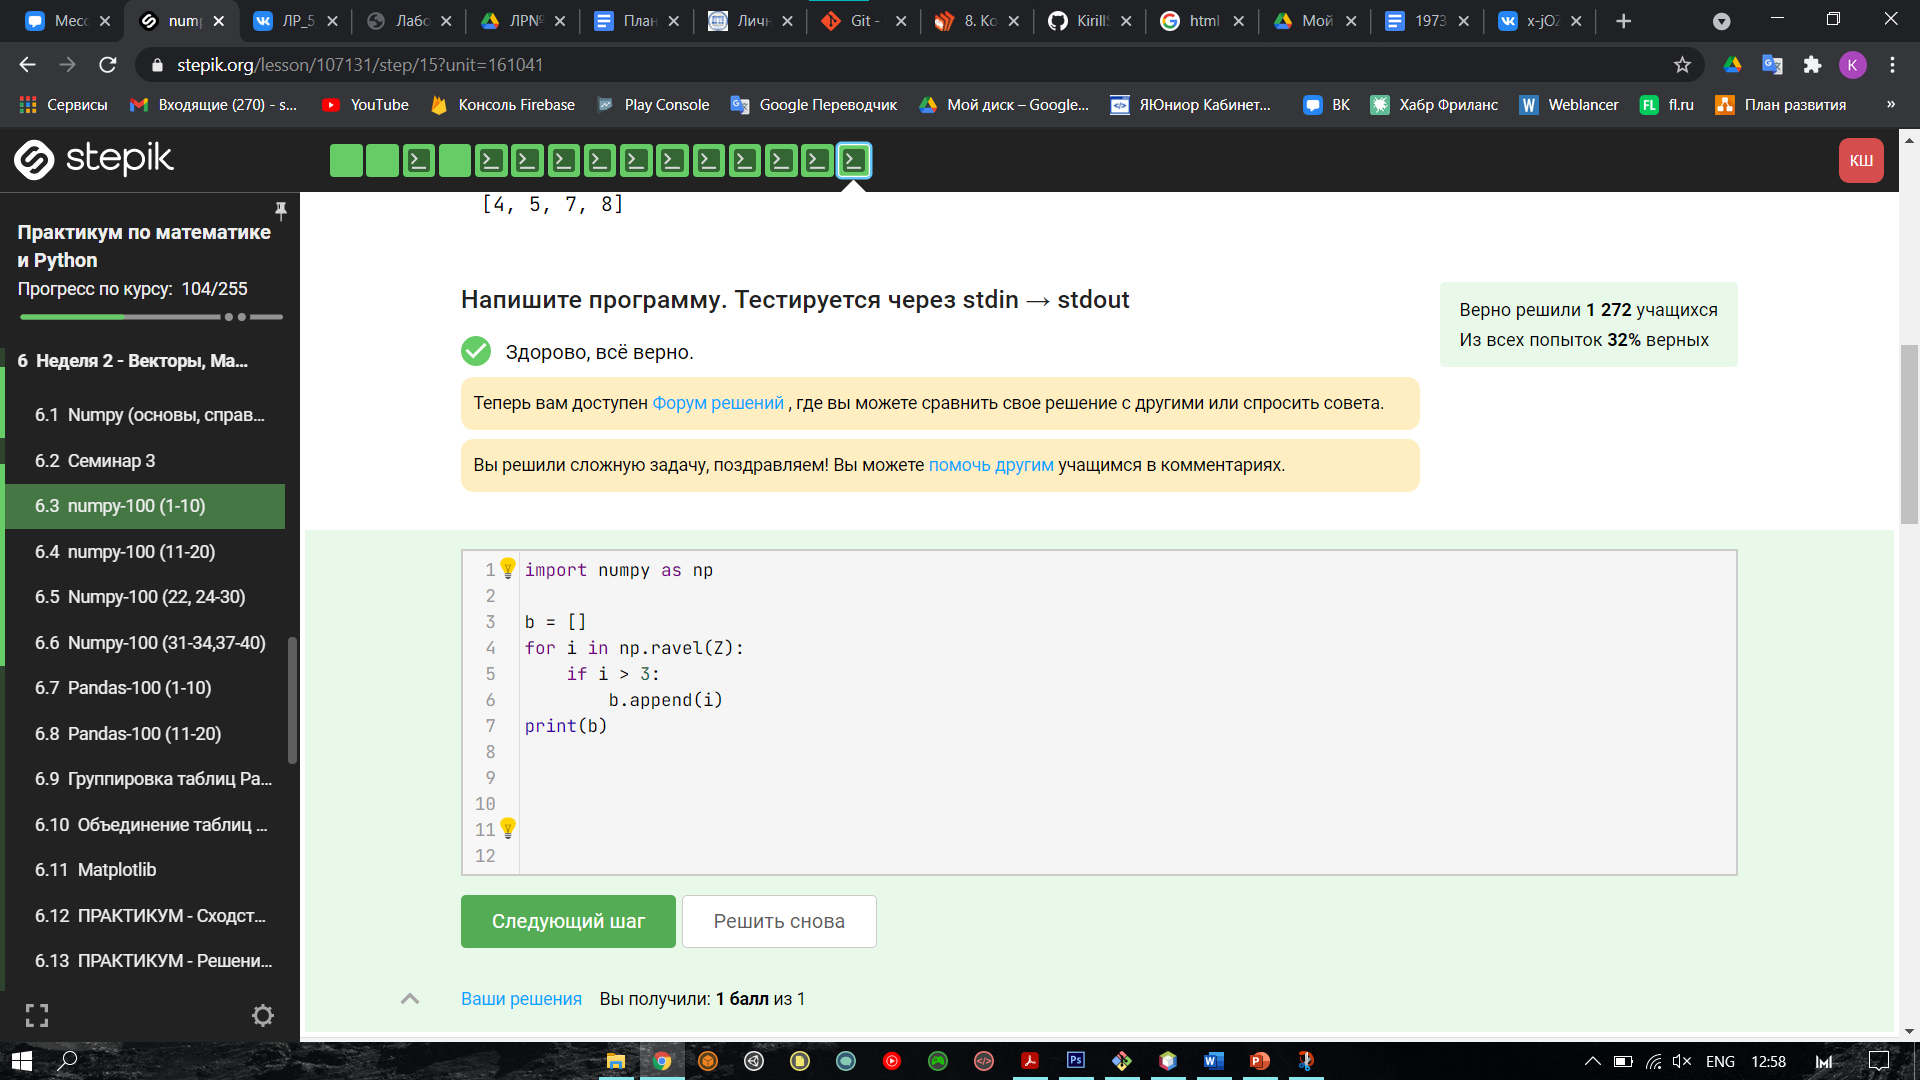 Месс
nump
ЛР_5
Лабо
ЛР№
План
Личн
Git -
8. Ко
KirillS
html
Мой
1973
x-jOZ
stepik.org/lesson/107131/step/15?unit=161041
K
Сервисы
Входящие (270) - s...
YouTube
Консоль Firebase
Play Console
Google Переводчик
Мой диск – Google...
ЯЮниор Кабинет...
ВК
Хабр Фриланс
Weblancer
fl.ru
План развития
»
stepik
КШ
Практикум по математике
и Python
Прогресс по курсу: 104/255
6 Неделя 2 - Векторы, Ма...
6.1 Numpy (основы, справ...
6.2 Семинар 3
6.3 numpy-100 (1-10)
6.4 numpy-100 (11-20)
6.5 Numpy-100 (22, 24-30)
6.6 Numpy-100 (31-34,37-40)
6.7 Pandas-100 (1-10)
6.8 Pandas-100 (11-20)
6.9 Группировка таблиц Pa...
6.10 Объединение таблиц ...
6.11 Matplotlib
6.12 ПРАКТИКУМ - Сходст...
6.13 ПРАКТИКУМ - Решени...
[4, 5, 7, 8]
Напишите программу. Тестируется через stdin → stdout
Здорово, всё верно.
Теперь вам доступен Форум решений , где вы можете сравнить свое решение с другими или спросить совета.
Вы решили сложную задачу, поздравляем! Вы можете помочь другим учащимся в комментариях.
Верно решили 1 272 учащихся
Из всех попыток 32% верных
1 import numpy as np
2
3 b = []
4 for i in np.ravel(Z):
5     if i > 3:
6         b.append(i)
7 print(b)
8
9
10
11
12
Следующий шаг
Решить снова
Ваши решения Вы получили: 1 балл из 1
ENG 12:58